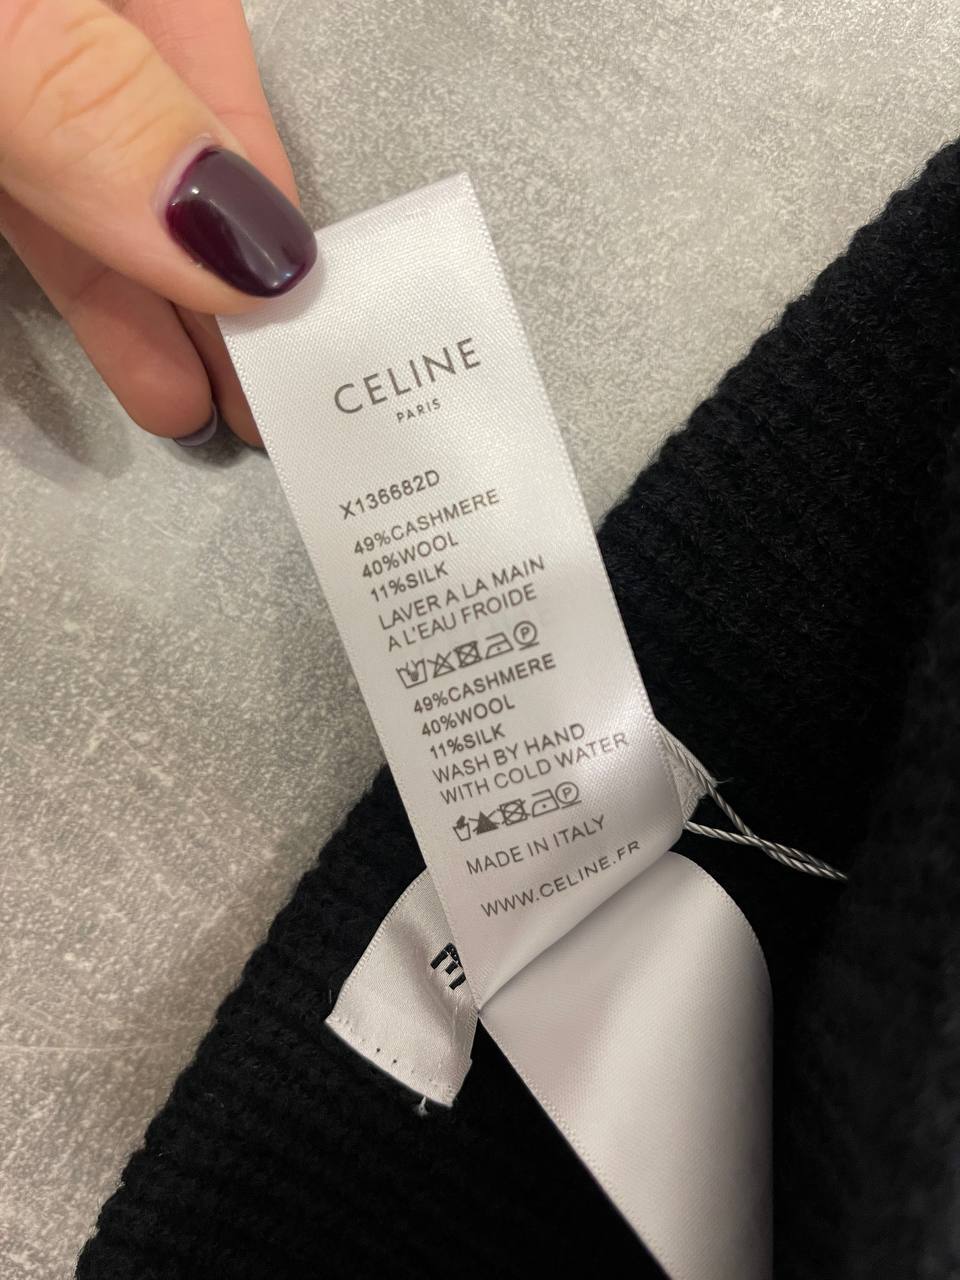 CELINE
PARIS
X136682D
49%CASHMERE
40%WOOL
11%SILK
LAVER A LA MAIN
A L'EAU FROIDE
P
49%CASHMERE
40%WOOL
11%SILK
WASH BY HAND
WITH COLD WATER
P
MADE IN ITALY
WWW.CELINE.FR